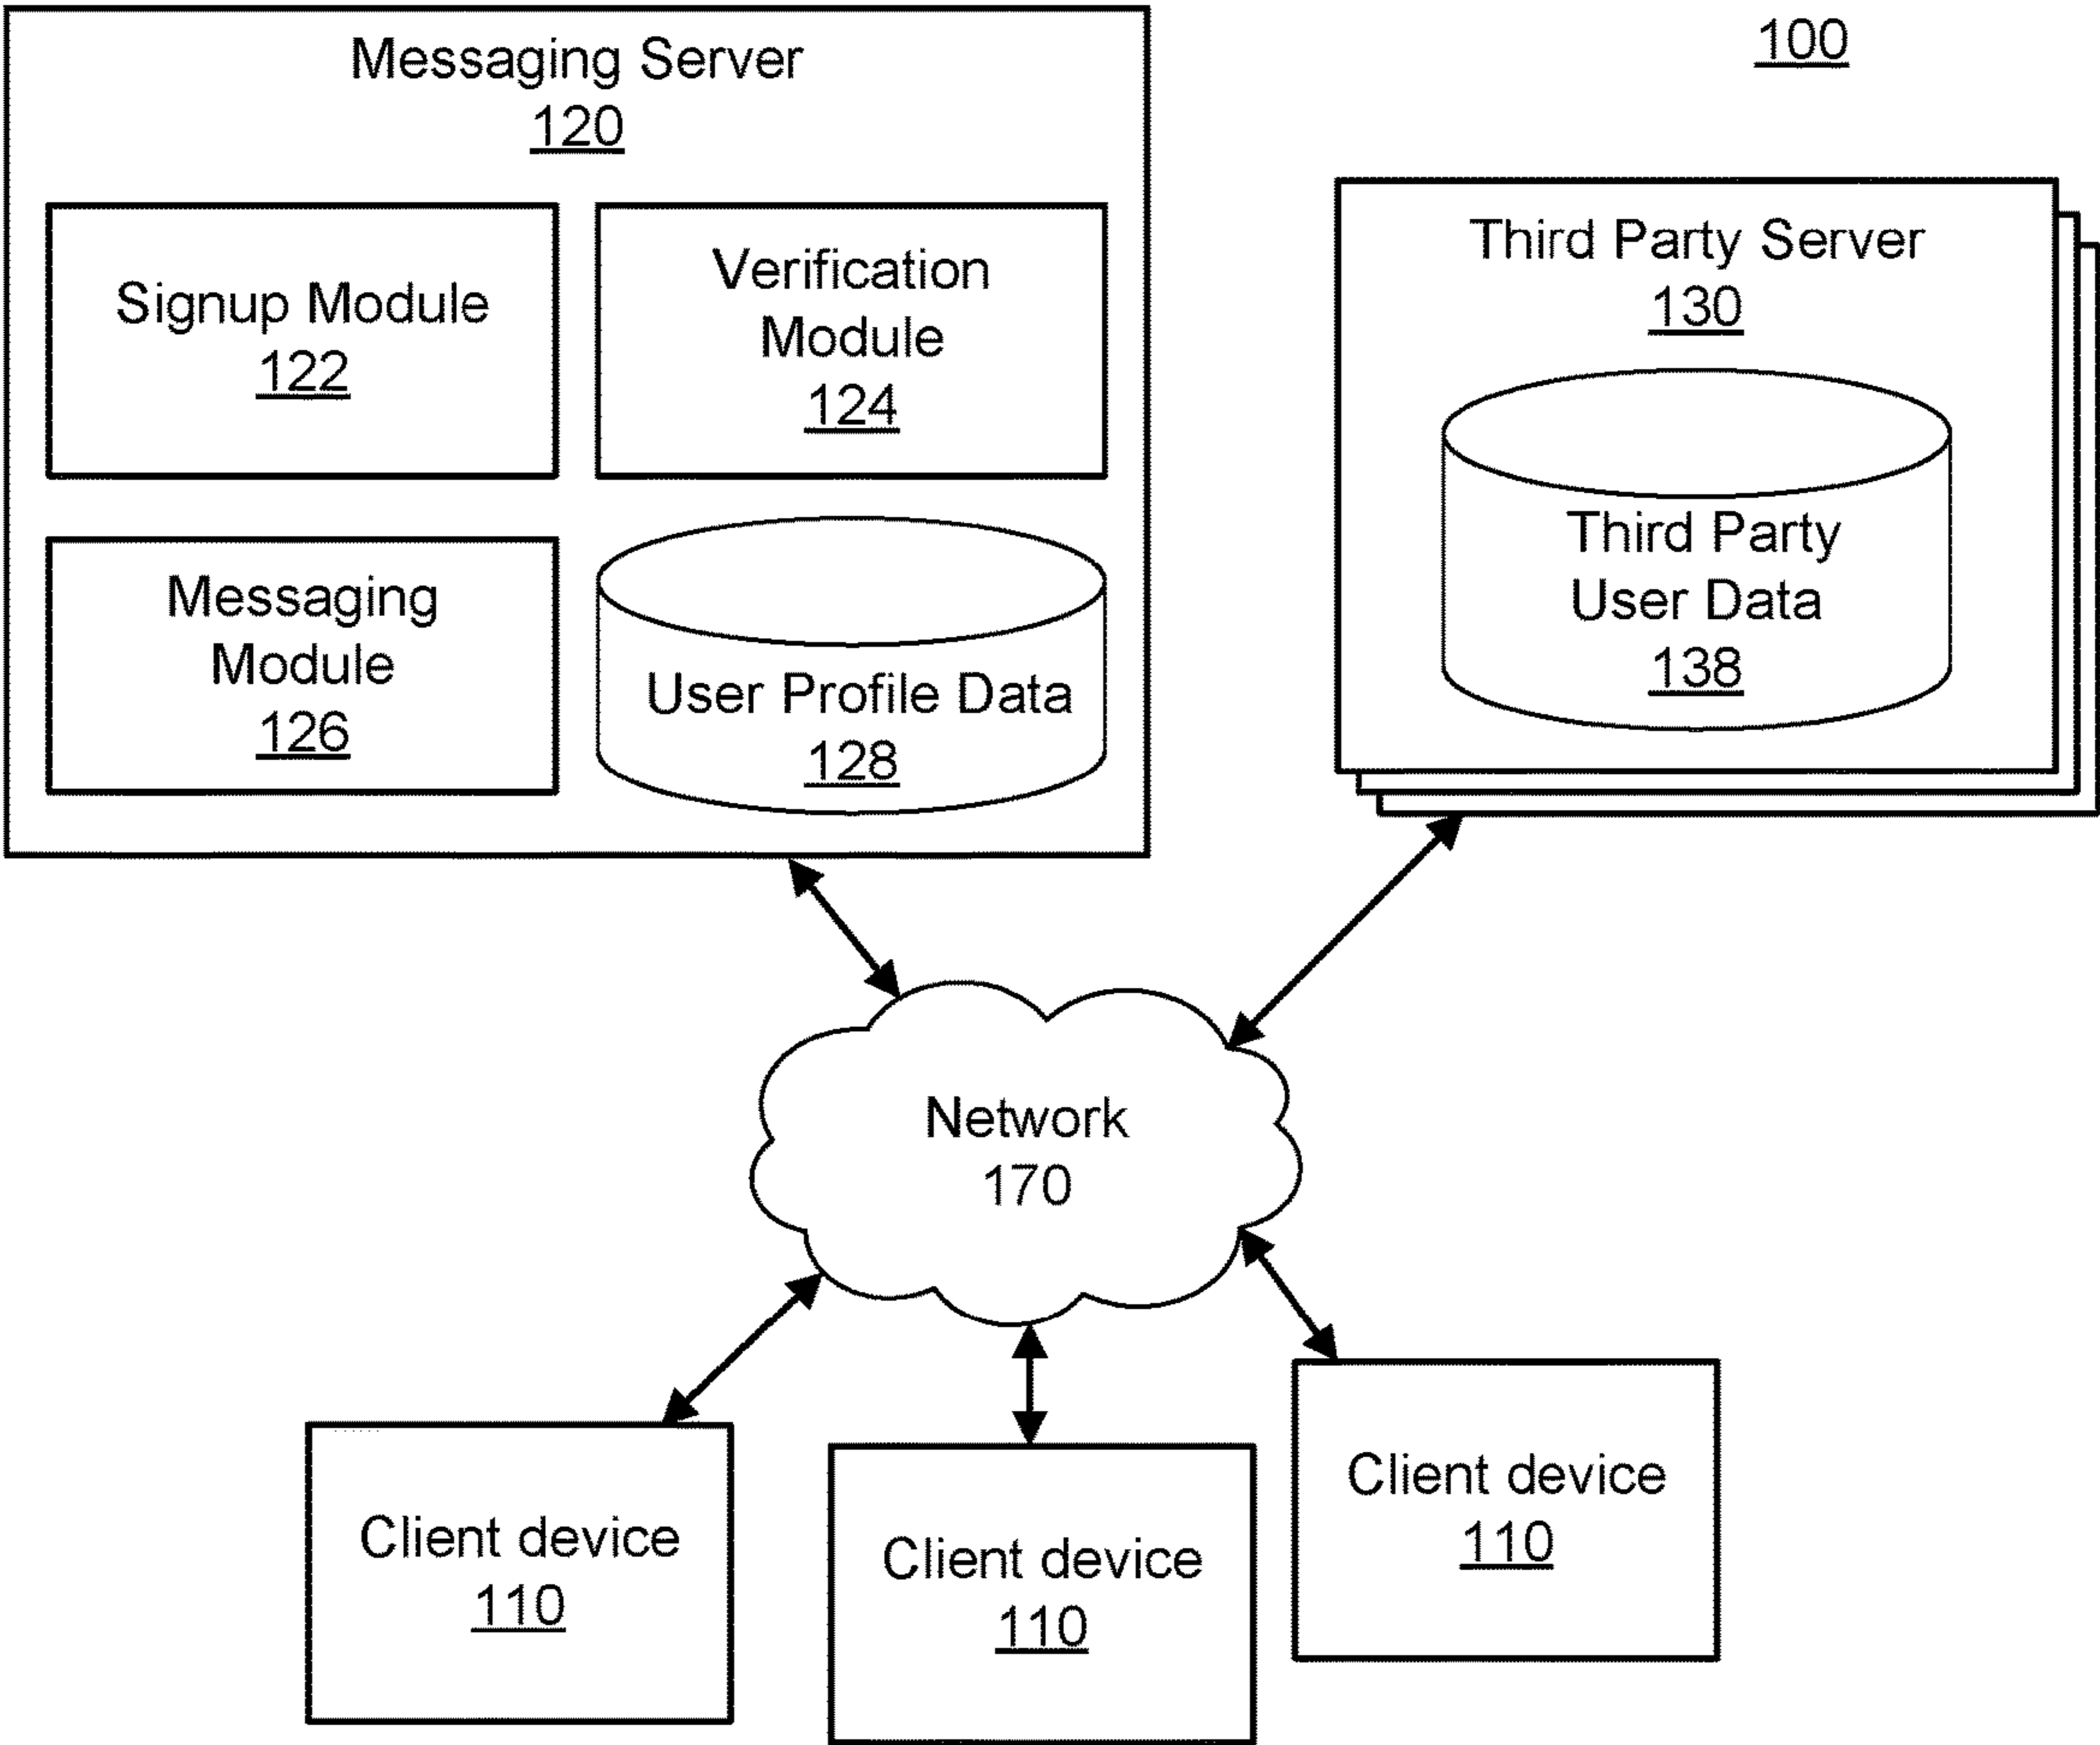 Messaging Server
120
Signup Module
122
Verification
Module
124
Messaging
Module
126
User Profile Data
128
100
Third Party Server
130
Third Party
User Data
138
Network
170
Client device
110
Client device
110
Client device
110